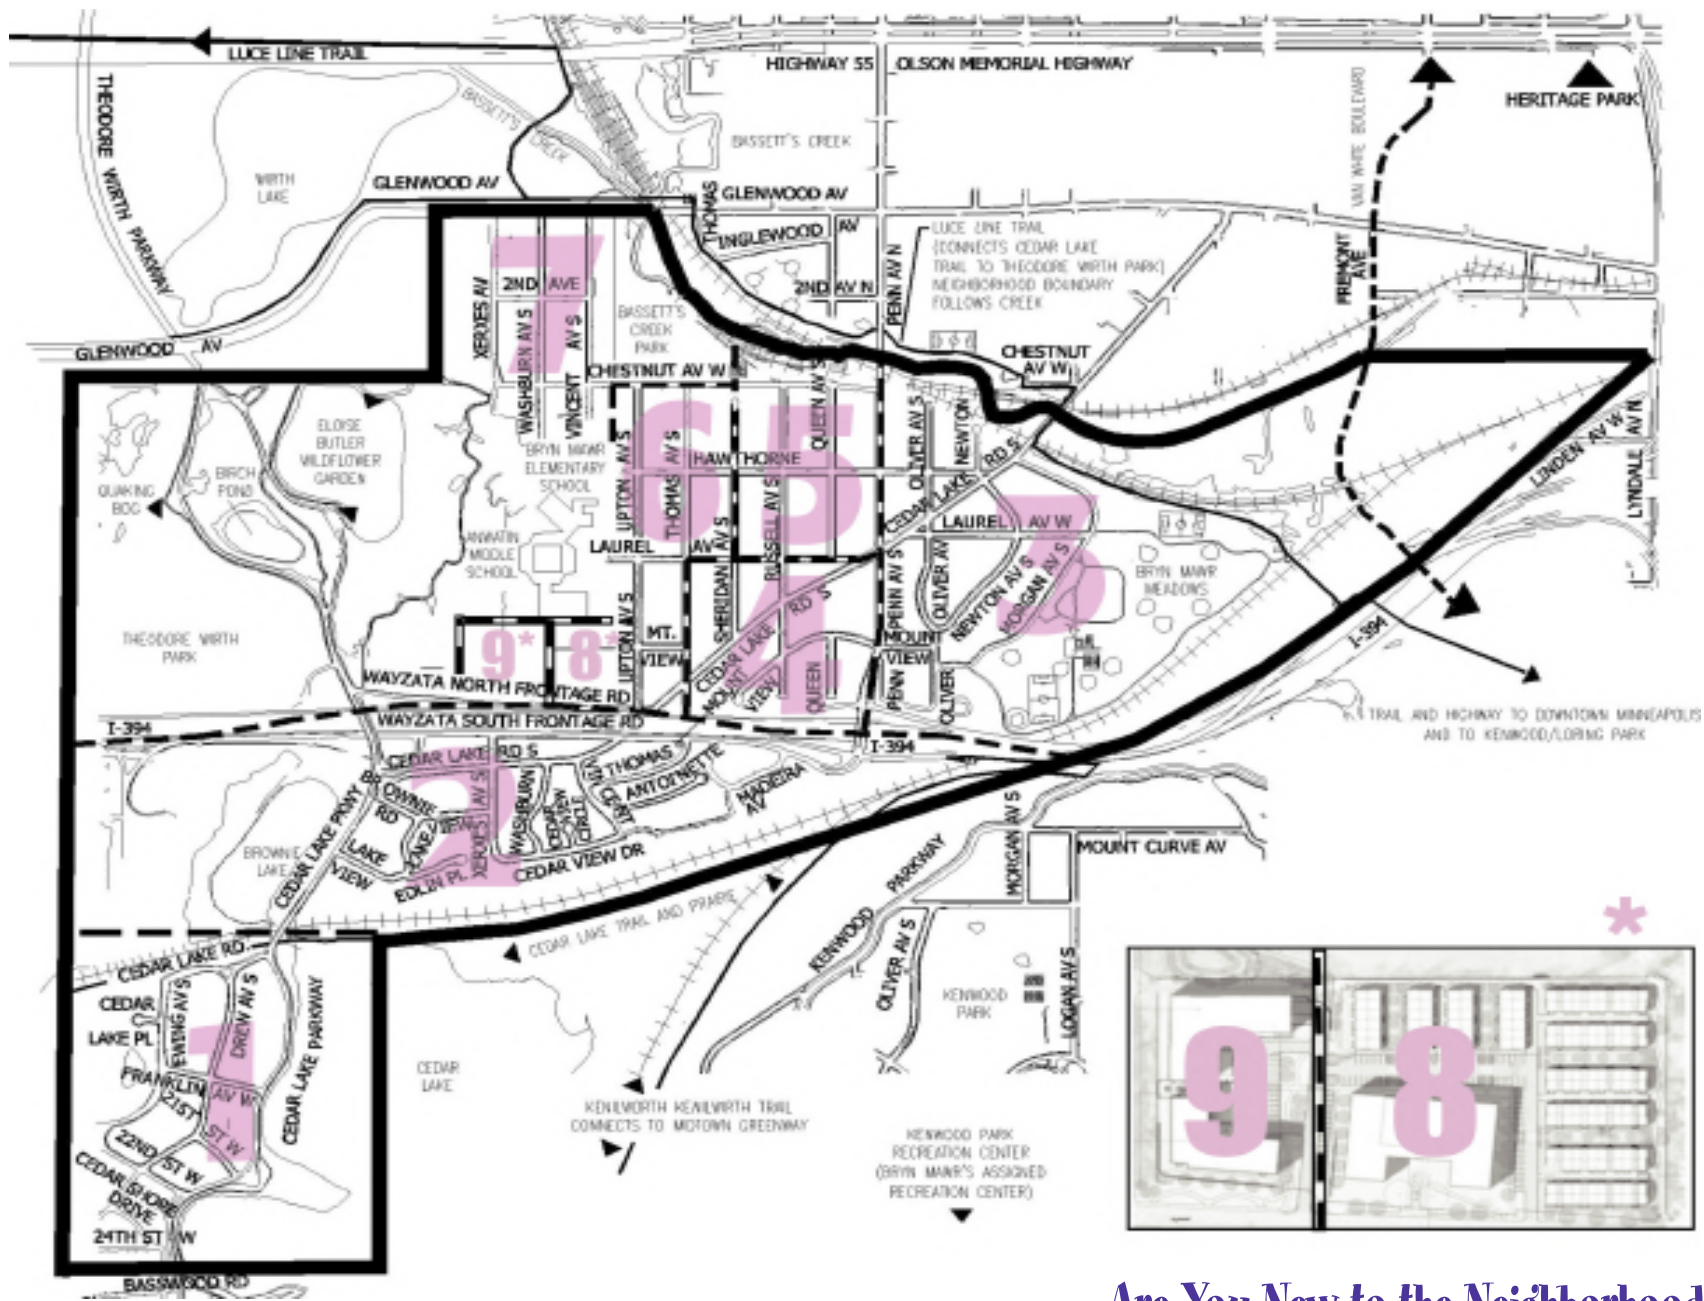 LUCE LINE TRAIL
HIGHWAY 55
OLSON MEMORIAL HIGHWAY
HERITAGE PARK
THEODORE WIRTH PARKWAY
BASSETT'S CREEK
BASSETT'S CREEK
VAN WHITE BOULEVARD
WIRTH
LAKE
GLENWOOD AV
GLENWOOD AV
THOMAS
INGLEWOOD AV
LUCE LINE TRAIL
(CONNECTS CEDAR LAKE
TRAIL TO THEODORE WIRTH PARK)
NEIGHBORHOOD BOUNDARY
FOLLOWS CREEK
PENN AV N
FREMONT
AVE
7
2ND AVE
2ND AV N
XERXES AV
WASHBURN AV S
VINCENT AV S
BASSETT'S
CREEK
PARK
GLENWOOD AV
CHESTNUT AV W
CHESTNUT
AV W
QUEEN AV S
OLIVER AV S
NEWTON
LYNDALE AV N
LINDEN AV W
ELOISE
BUTLER
WILDFLOWER
GARDEN
BIRCH
POND
QUAKING
BOG
BRYN MAWR
ELEMENTARY
SCHOOL
6
5
HAWTHORNE
UPTON AV S
THOMAS AV S
RUSSELL AV S
CEDAR LAKE RD S
3
LAUREL AV W
LAUREL AV
ANWATIN
MIDDLE
SCHOOL
SHERIDAN AV S
PENN AV S
OLIVER AV
NEWTON AV S
MORGAN AV S
BRYN MAWR
MEADOWS
THEODORE WIRTH
PARK
9*
8*
UPTON AV S
MT.
VIEW
CEDAR LAKE RD S
4
MOUNT
VIEW
QUEEN
MOUNT
VIEW
PENN
OLIVER
I-394
WAYZATA NORTH FRONTAGE RD
WAYZATA SOUTH FRONTAGE RD
I-394
I-394
TRAIL AND HIGHWAY TO DOWNTOWN MINNEAPOLIS
AND TO KENWOOD/LORING PARK
2
CEDAR LAKE RD S
BROWNIE
RD
LAKE
VIEW
LAKE
XERXES AV S
WASHBURN
CEDAR
VIEW
CIRCLE
VINCENT
THOMAS
ANTOINETTE
MADEIRA
AV
EDLIN PL
CEDAR VIEW DR
BROWNIE
LAKE
CEDAR LAKE PKWY
CEDAR LAKE TRAIL AND PRAIRIE
KENWOOD PARKWAY
MORGAN AV S
MOUNT CURVE AV
OLIVER AV S
LOGAN AV S
KENWOOD
PARK
CEDAR LAKE RD.
CEDAR
LAKE PL
EWING AV S
DREW AV S
1
CEDAR LAKE PARKWAY
FRANKLIN AV W
21ST ST W
22ND ST W
CEDAR SHORE
DRIVE
24TH ST W
BASSWOOD RD
CEDAR
LAKE
KENILWORTH KENILWIRTH TRAIL
CONNECTS TO MIDTOWN GREENWAY
KENWOOD PARK
RECREATION CENTER
(BRYN MAWR'S ASSIGNED
RECREATION CENTER)
*
9
8
Are You New to the Neighborhood